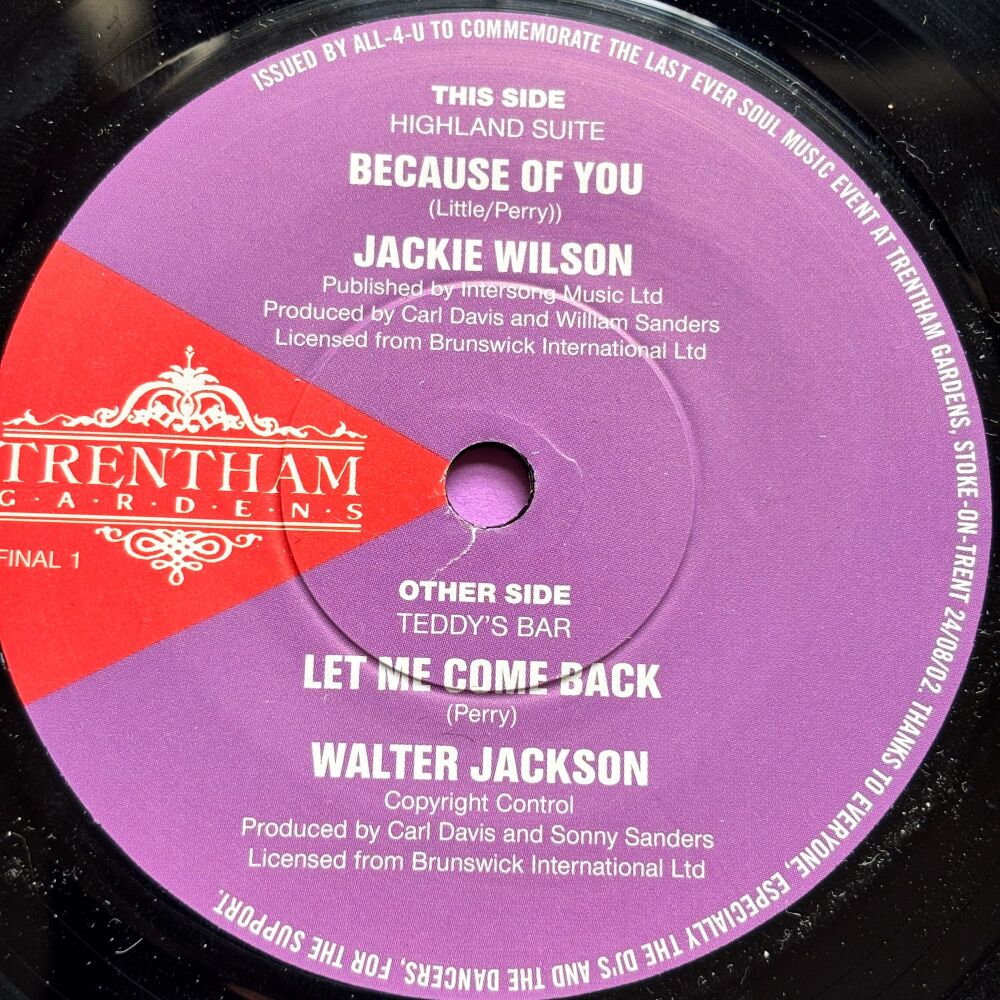 ISSUED BY ALL-4-U TO COMMEMORATE THE LAST EVER SOUL MUSIC EVENT AT TRENTHAM GARDENS, STOKE-ON-TRENT 24/08/02. THANKS TO EVERYONE, ESPECIALLY THE DJ'S AND THE DANCERS, FOR THE SUPPORT.
THIS SIDE
HIGHLAND SUITE
BECAUSE OF YOU
(Little/Perry))
JACKIE WILSON
Published by Intersong Music Ltd
Produced by Carl Davis and William Sanders
Licensed from Brunswick International Ltd
TRENTHAM
G·A·R·D·E·N·S
FINAL 1
OTHER SIDE
TEDDY'S BAR
LET ME COME BACK
(Perry)
WALTER JACKSON
Copyright Control
Produced by Carl Davis and Sonny Sanders
Licensed from Brunswick International Ltd